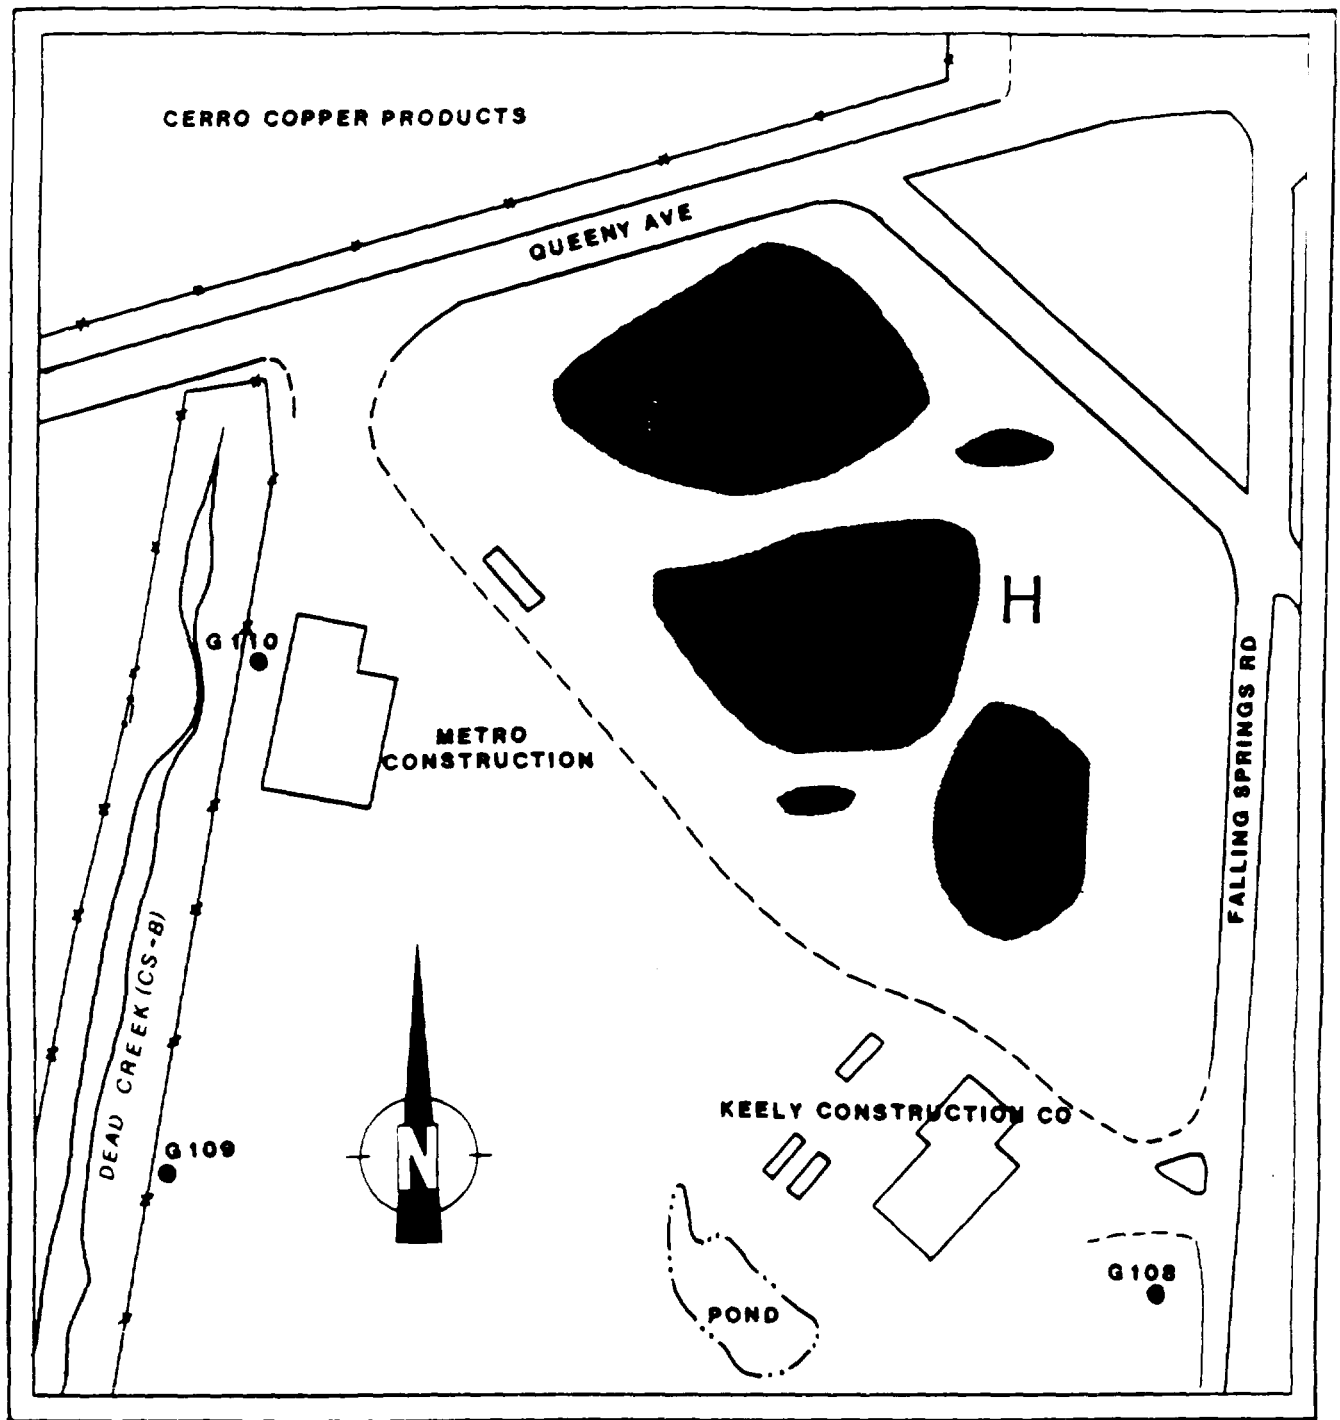 CERRO COPPER PRODUCTS
QUEENY AVE
H
G110
METRO
CONSTRUCTION
FALLING SPRINGS RD
DEAD CREEK (CS-B)
N
KEELY CONSTRUCTION CO
G109
G108
POND